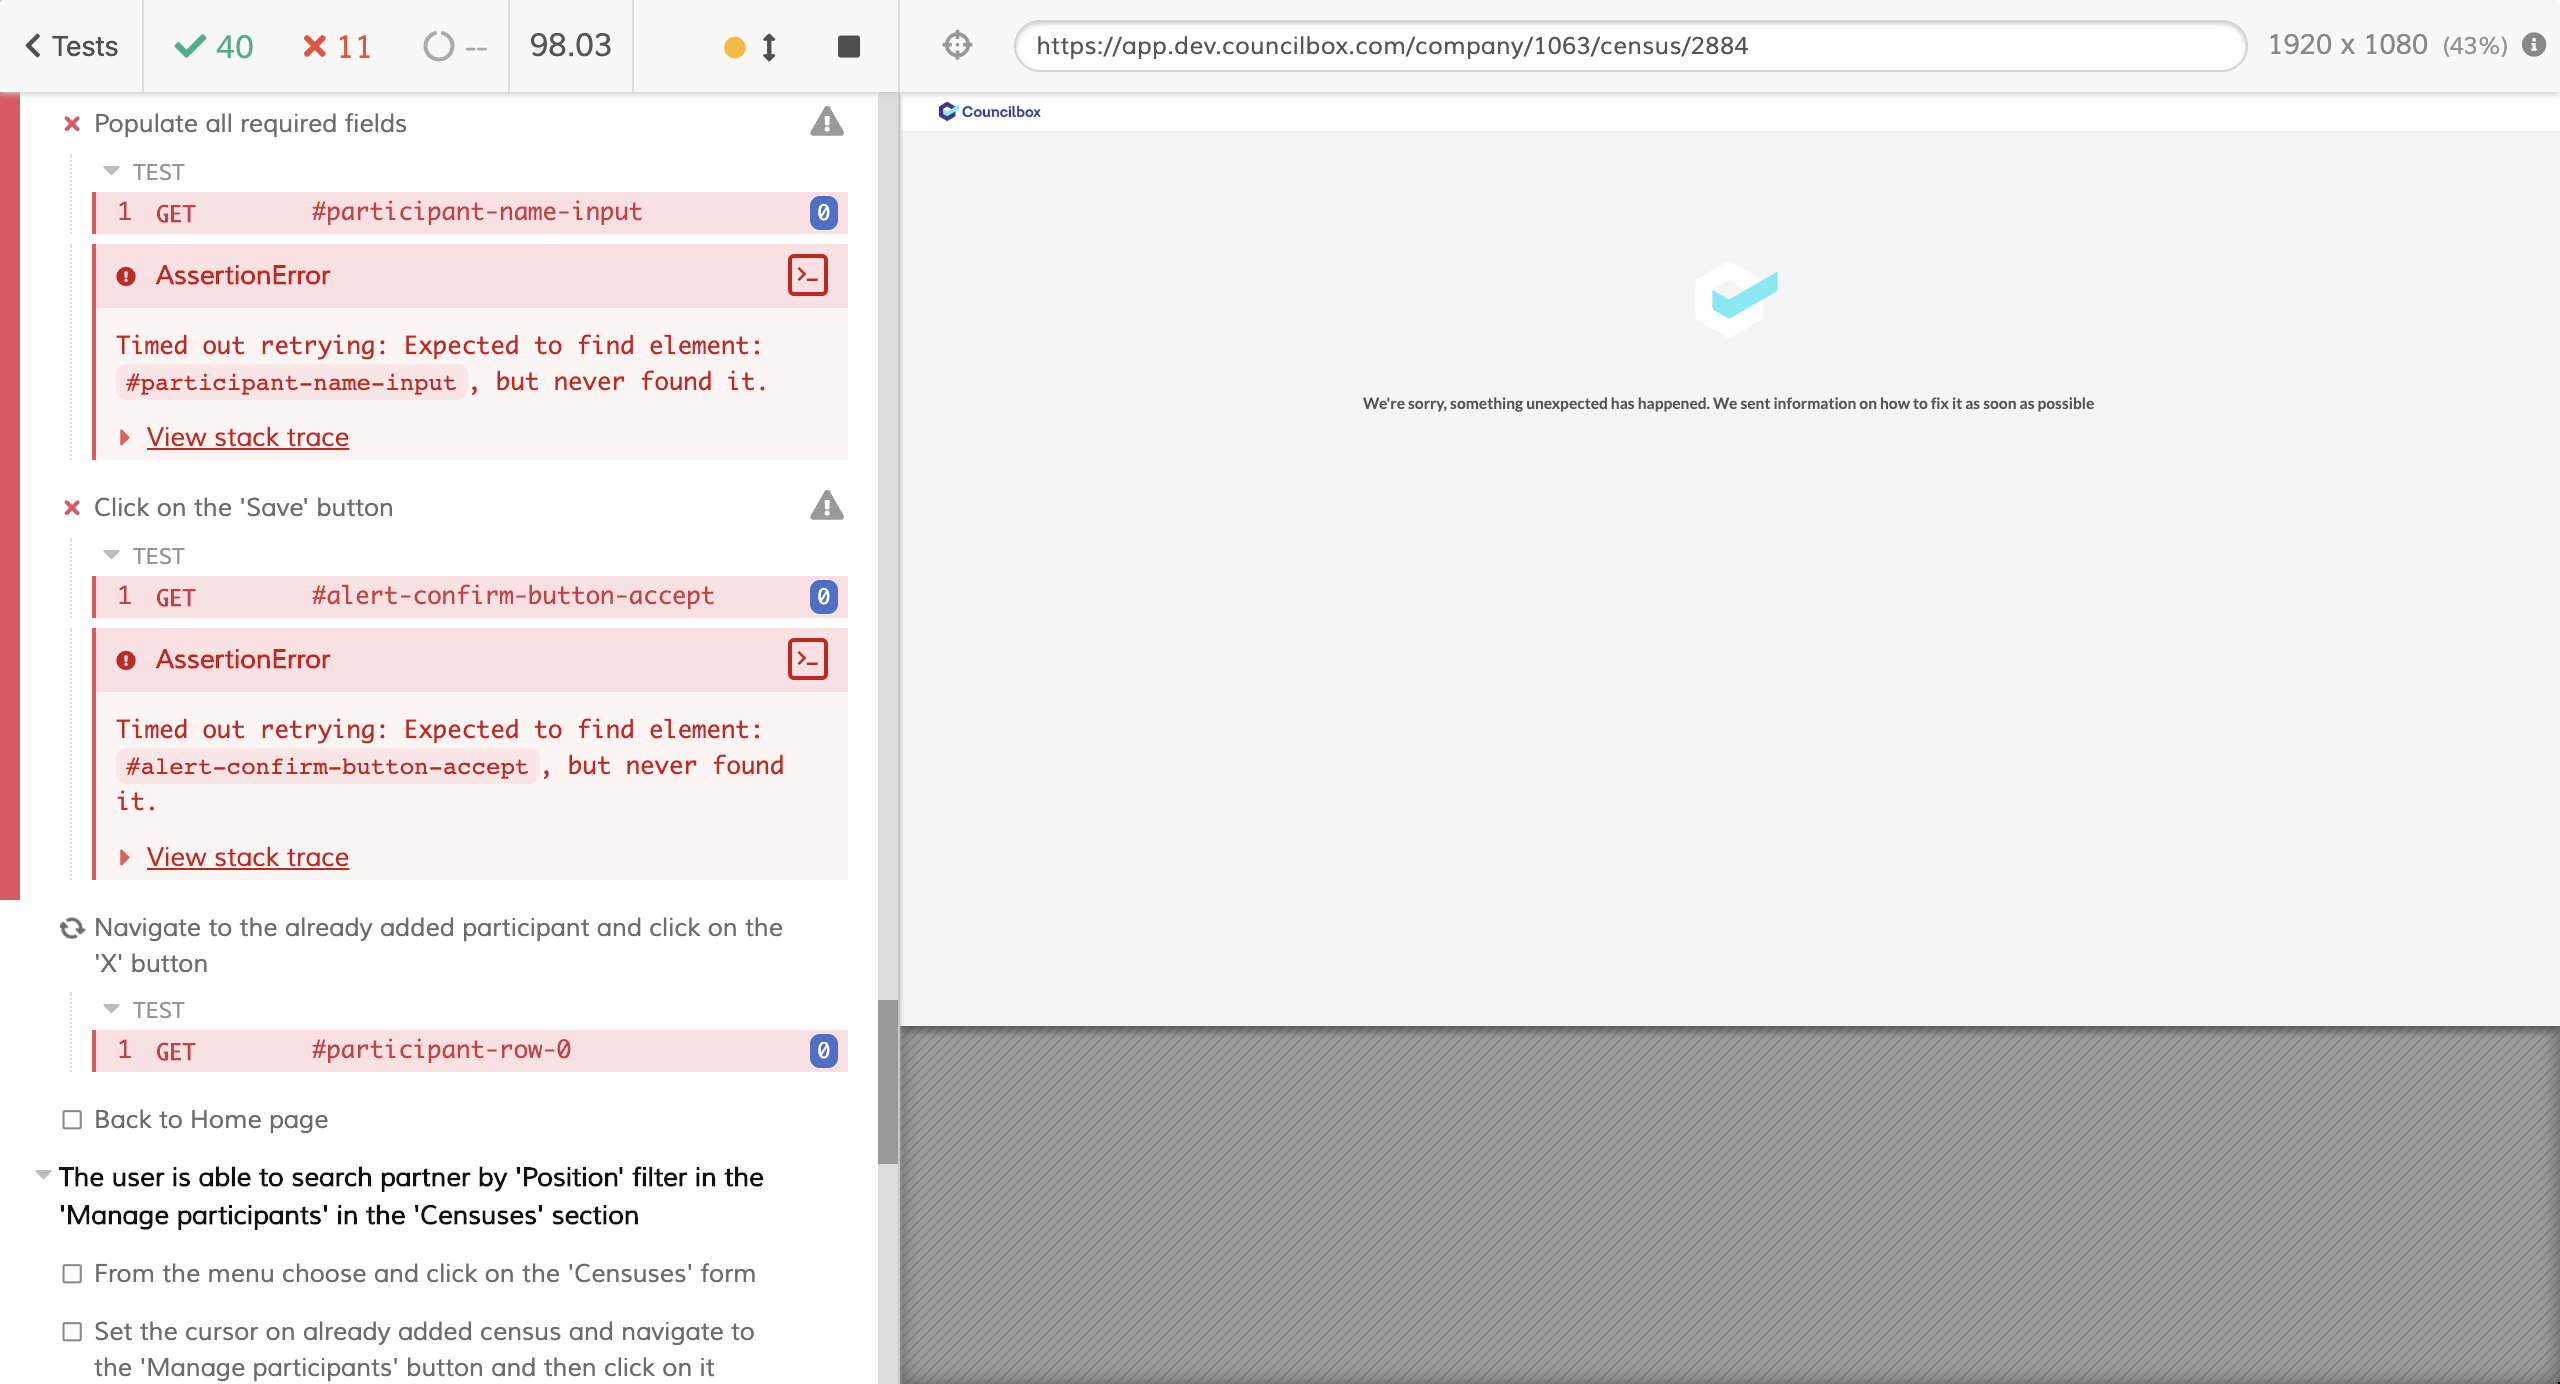 Tests
40
11
--
98.03
https://app.dev.councilbox.com/company/1063/census/2884
1920 x 1080 (43%)
Populate all required fields
TEST
1 GET #participant-name-input 0
AssertionError
>_
Timed out retrying: Expected to find element:
#participant-name-input, but never found it.
View stack trace
Click on the 'Save' button
TEST
1 GET #alert-confirm-button-accept 0
AssertionError
>_
Timed out retrying: Expected to find element:
#alert-confirm-button-accept, but never found
it.
View stack trace
Navigate to the already added participant and click on the
'X' button
TEST
1 GET #participant-row-0 0
Back to Home page
The user is able to search partner by 'Position' filter in the
'Manage participants' in the 'Censuses' section
From the menu choose and click on the 'Censuses' form
Set the cursor on already added census and navigate to
the 'Manage participants' button and then click on it
Councilbox
We're sorry, something unexpected has happened. We sent information on how to fix it as soon as possible